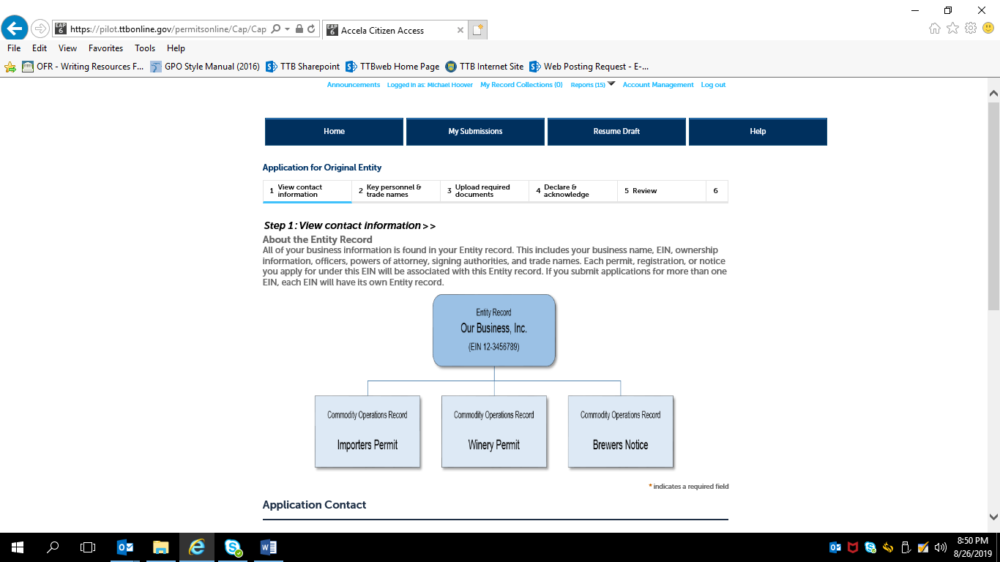 https://pilot.ttbonline.gov/permitsonline/Cap/Cap
EAP 6 Accela Citizen Access
File Edit View Favorites Tools Help
OFR - Writing Resources F... GPO Style Manual (2016) TTB Sharepoint TTBweb Home Page TTB Internet Site Web Posting Request - E-...
Announcements Logged in as: Michael Hoover My Record Collections (0) Reports (15) Account Management Log out
Home My Submissions Resume Draft Help
Application for Original Entity
1 View contact information
2 Key personnel & trade names
3 Upload required documents
4 Declare & acknowledge
5 Review
6
Step 1: View contact information>>
About the Entity Record
All of your business information is found in your Entity record. This includes your business name, EIN, ownership
information, officers, powers of attorney, signing authorities, and trade names. Each permit, registration, or notice
you apply for under this EIN will be associated with this Entity record. If you submit applications for more than one
EIN, each EIN will have its own Entity record.
Entity Record
Our Business, Inc.
(EIN 12-3456789)
Commodity Operations Record
Importers Permit
Commodity Operations Record
Winery Permit
Commodity Operations Record
Brewers Notice
* indicates a required field
Application Contact
8:50 PM
8/26/2019